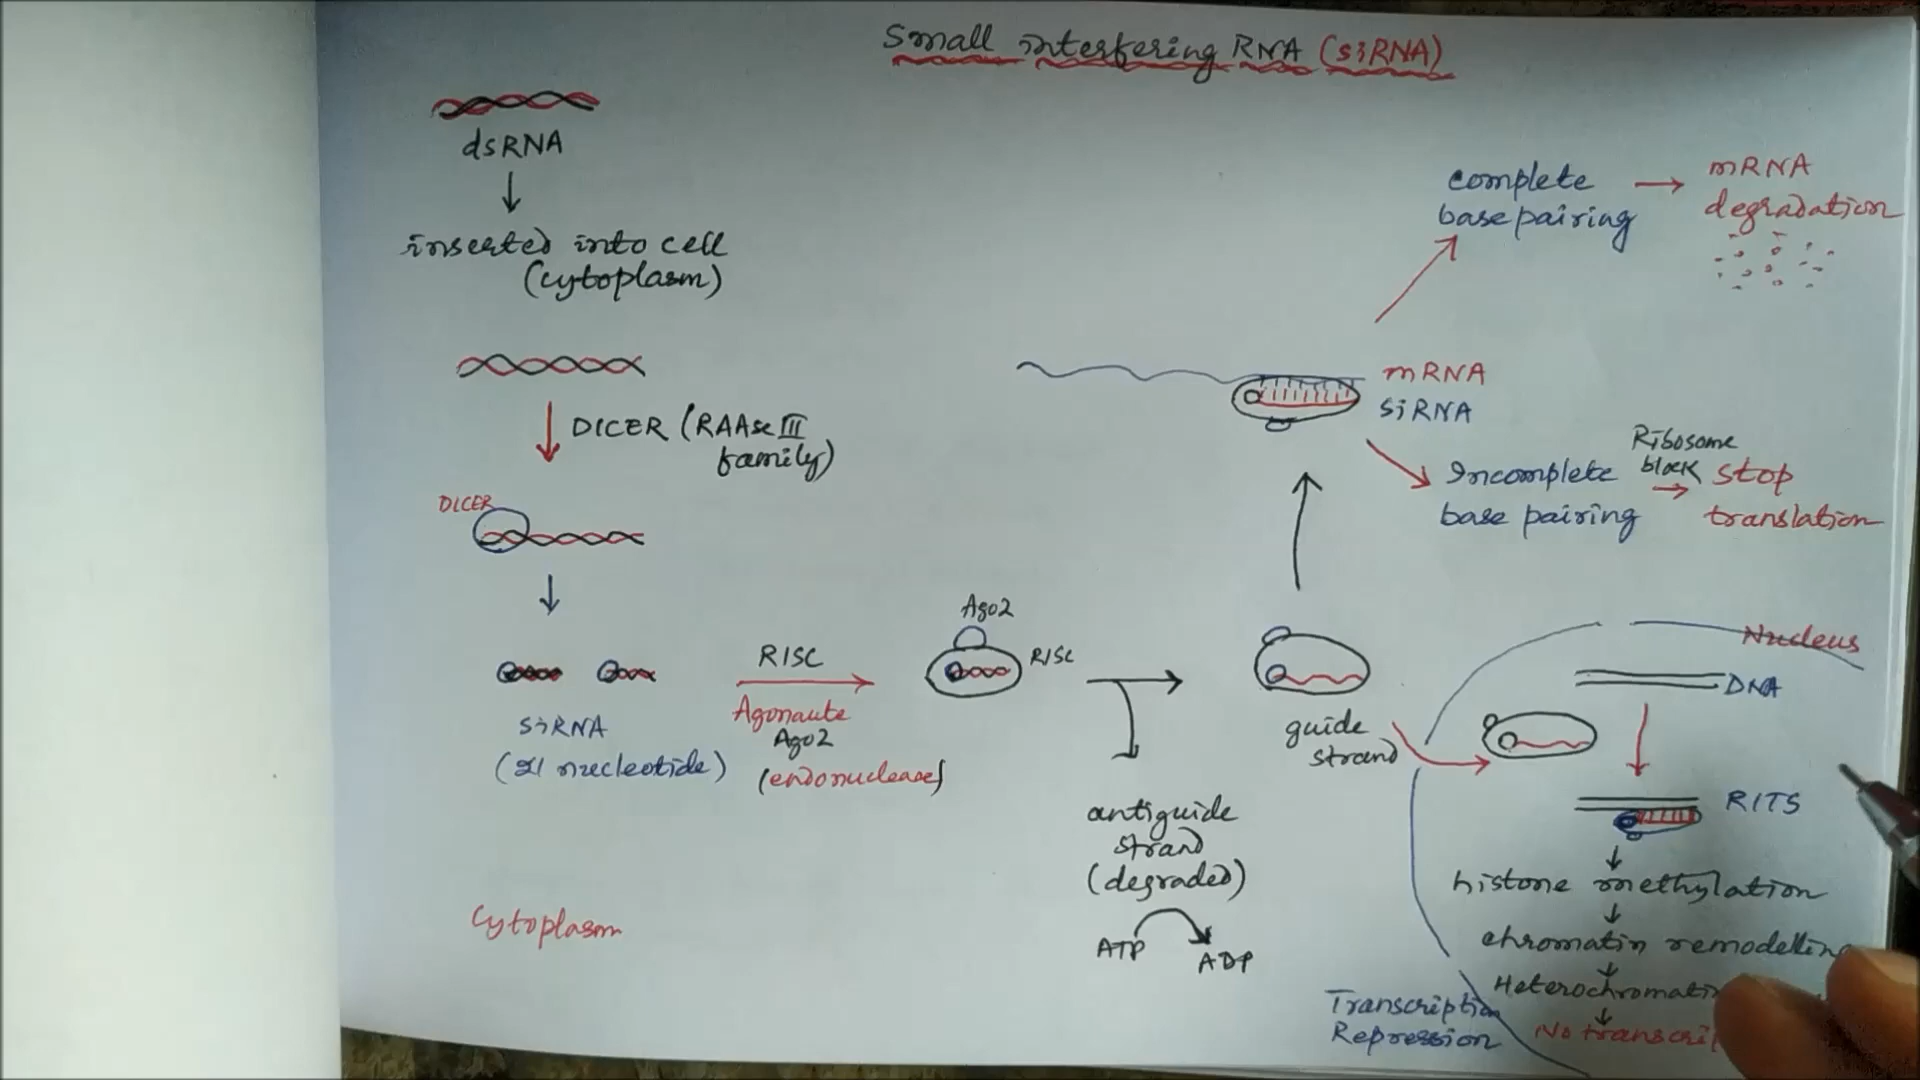 Small interfering RNA (siRNA)
dsRNA
inserted into cell
(cytoplasm)
DICER (RAAse III
family)
DICER
siRNA
(21 nucleotide)
RISC
Agonaute
Ago2
(endonuclease)
Ago2
RISC
antiguide
strand
(degraded)
ATP
ADP
Cytoplasm
guide
strand
mRNA
siRNA
complete
base pairing
mRNA
degradation
Incomplete
base pairing
Ribosome
block
stop
translation
Nucleus
DNA
RITS
histone methylation
chromatin remodelling
Heterochromatin
No transcri
Transcription
Repression